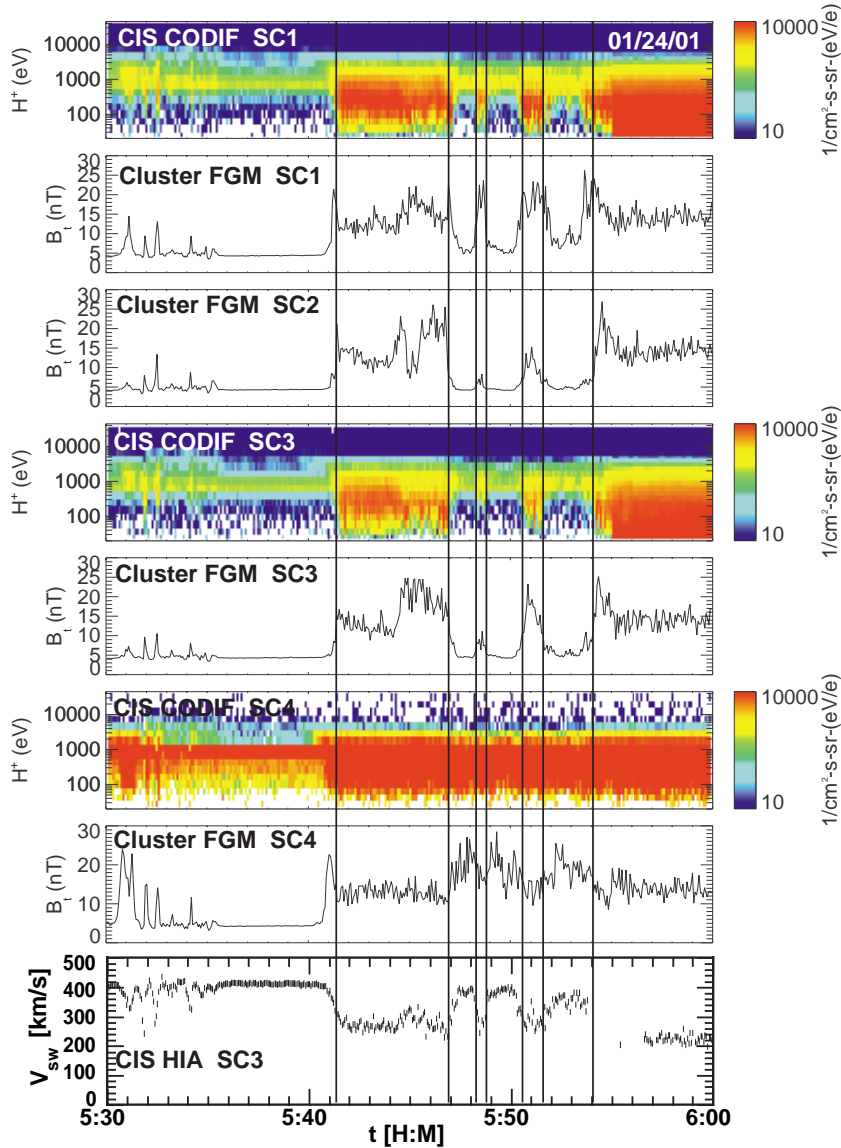 CIS CODIF SC1 01/24/01
H⁺ (eV)
10000
1000
100
10000
10
1/cm²-s-sr-(eV/e)
Cluster FGM SC1
Bₜ (nT)
30
25
20
15
10
5
0
Cluster FGM SC2
Bₜ (nT)
30
25
20
15
10
5
0
CIS CODIF SC3
H⁺ (eV)
10000
1000
100
10000
10
1/cm²-s-sr-(eV/e)
Cluster FGM SC3
Bₜ (nT)
30
25
20
15
10
5
0
CIS CODIF SC4
H⁺ (eV)
10000
1000
100
10000
10
1/cm²-s-sr-(eV/e)
Cluster FGM SC4
Bₜ (nT)
30
20
10
0
CIS HIA SC3
V_sw [km/s]
500
400
300
200
100
0
5:30 5:40 5:50 6:00
t [H:M]